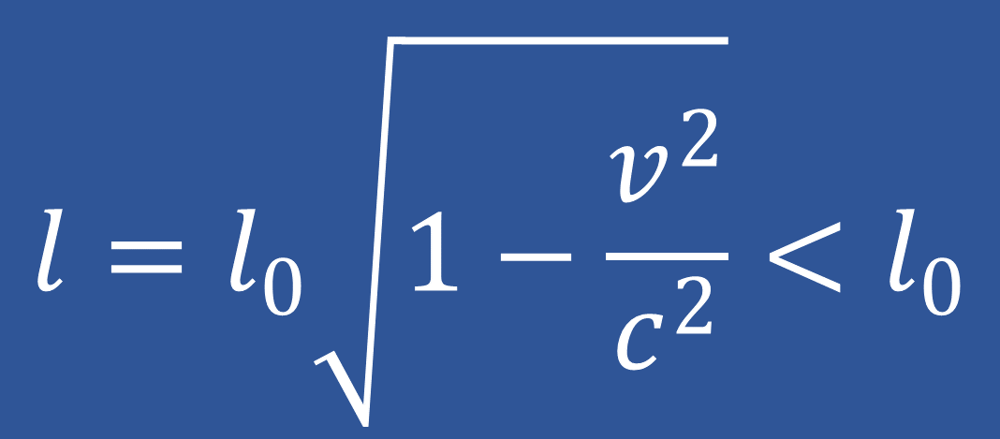 l = l₀ √(1 − v²/c²) < l₀